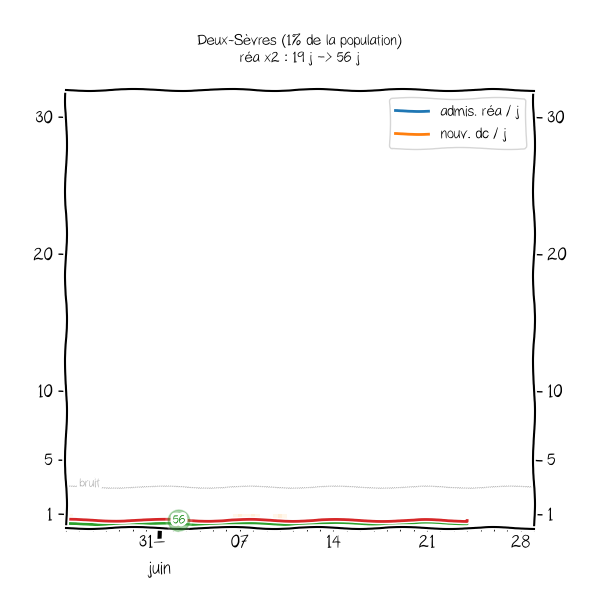 Deux-Sèvres (1% de la population)
réa x2 : 19 j -> 56 j
admis. réa / j
nouv. dc / j
30
30
20
20
10
10
5
5
bruit
1
56
1
31
07
14
21
28
juin